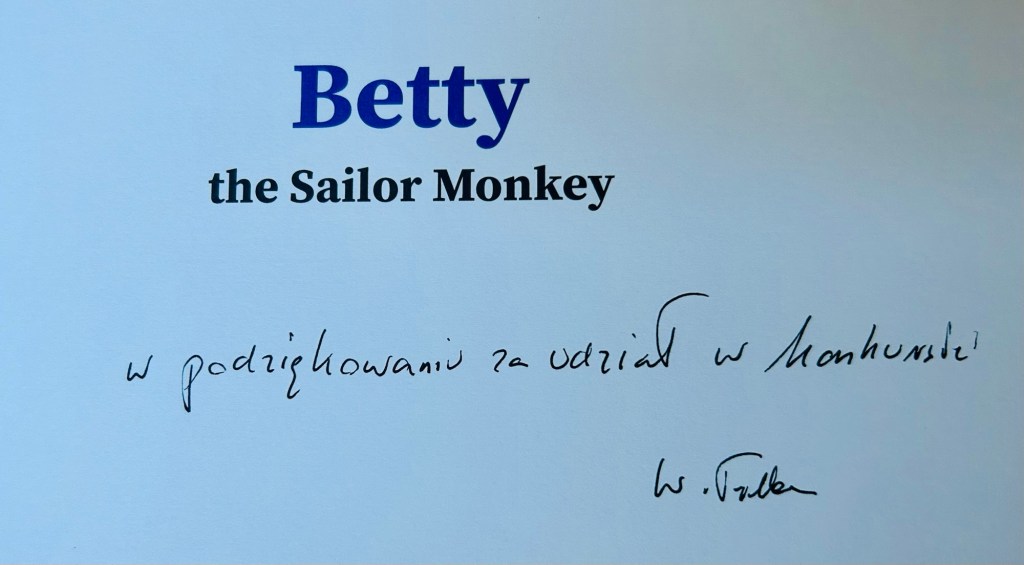 Betty
the Sailor Monkey
w podziękowaniu za udział w konkursie
W.